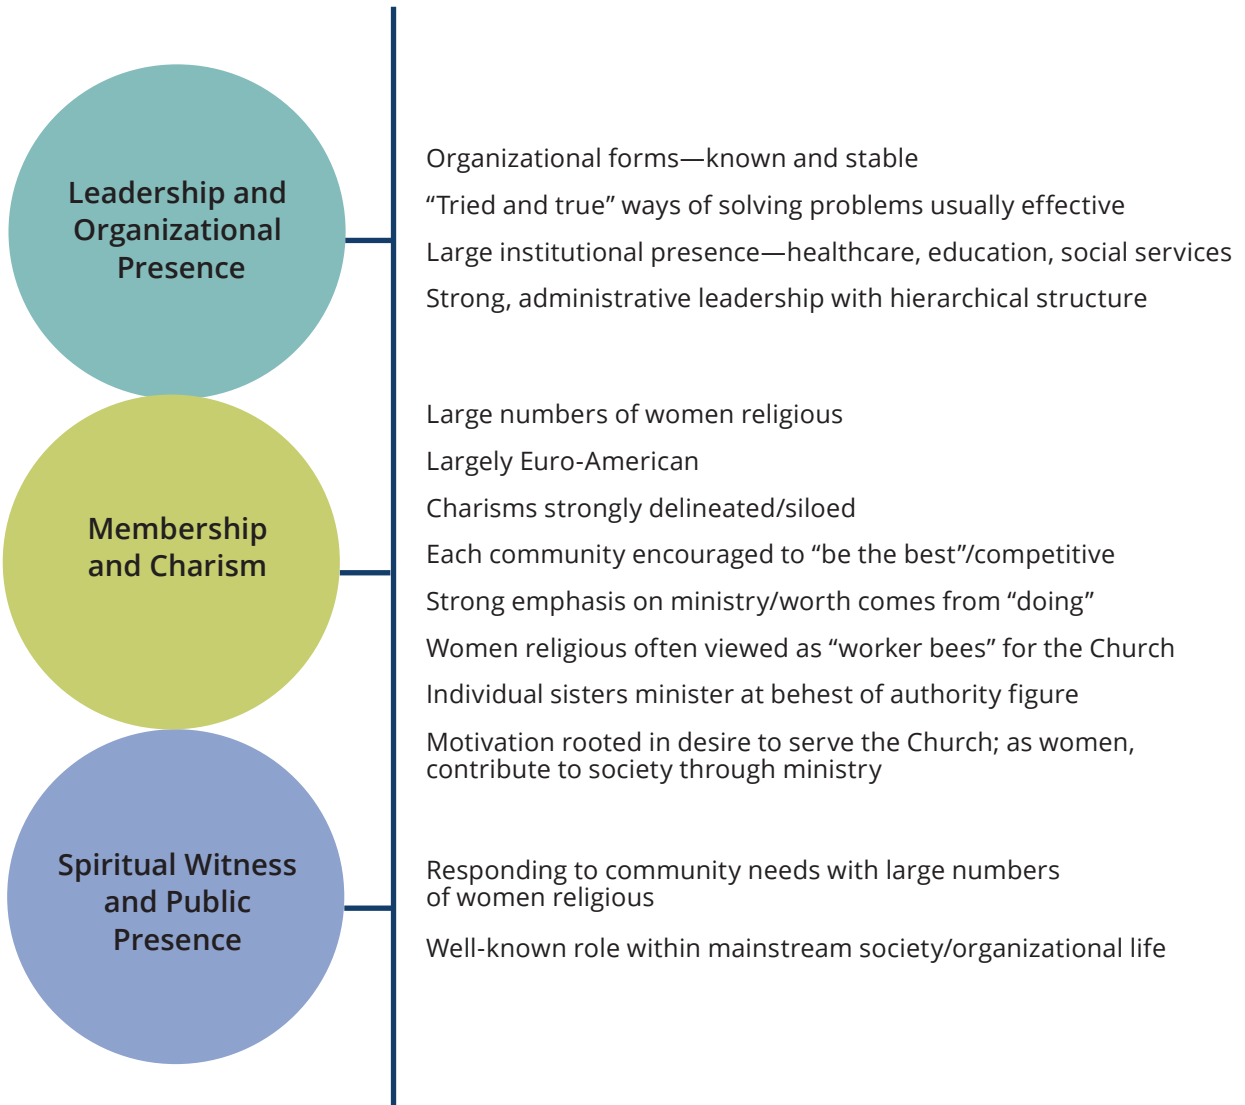 Leadership and
Organizational
Presence
Organizational forms—known and stable
“Tried and true” ways of solving problems usually effective
Large institutional presence—healthcare, education, social services
Strong, administrative leadership with hierarchical structure
Membership
and Charism
Large numbers of women religious
Largely Euro-American
Charisms strongly delineated/siloed
Each community encouraged to “be the best”/competitive
Strong emphasis on ministry/worth comes from “doing”
Women religious often viewed as “worker bees” for the Church
Individual sisters minister at behest of authority figure
Motivation rooted in desire to serve the Church; as women,
contribute to society through ministry
Spiritual Witness
and Public
Presence
Responding to community needs with large numbers
of women religious
Well-known role within mainstream society/organizational life